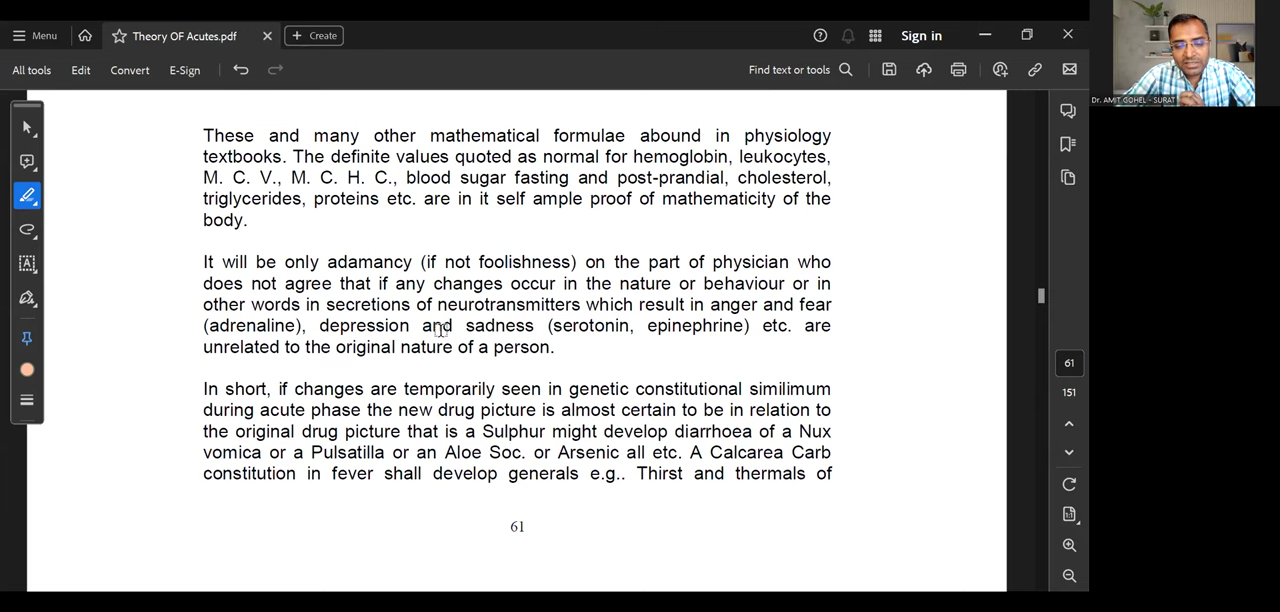 Menu
Theory OF Acutes.pdf
Create
Sign in
All tools
Edit
Convert
E-Sign
Find text or tools
Dr. AMIT GOHEL - SURAT
These and many other mathematical formulae abound in physiology
textbooks. The definite values quoted as normal for hemoglobin, leukocytes,
M. C. V., M. C. H. C., blood sugar fasting and post-prandial, cholesterol,
triglycerides, proteins etc. are in it self ample proof of mathematicity of the
body.
It will be only adamancy (if not foolishness) on the part of physician who
does not agree that if any changes occur in the nature or behaviour or in
other words in secretions of neurotransmitters which result in anger and fear
(adrenaline), depression and sadness (serotonin, epinephrine) etc. are
unrelated to the original nature of a person.
In short, if changes are temporarily seen in genetic constitutional similimum
during acute phase the new drug picture is almost certain to be in relation to
the original drug picture that is a Sulphur might develop diarrhoea of a Nux
vomica or a Pulsatilla or an Aloe Soc. or Arsenic all etc. A Calcarea Carb
constitution in fever shall develop generals e.g.. Thirst and thermals of
61
61
151
1:1